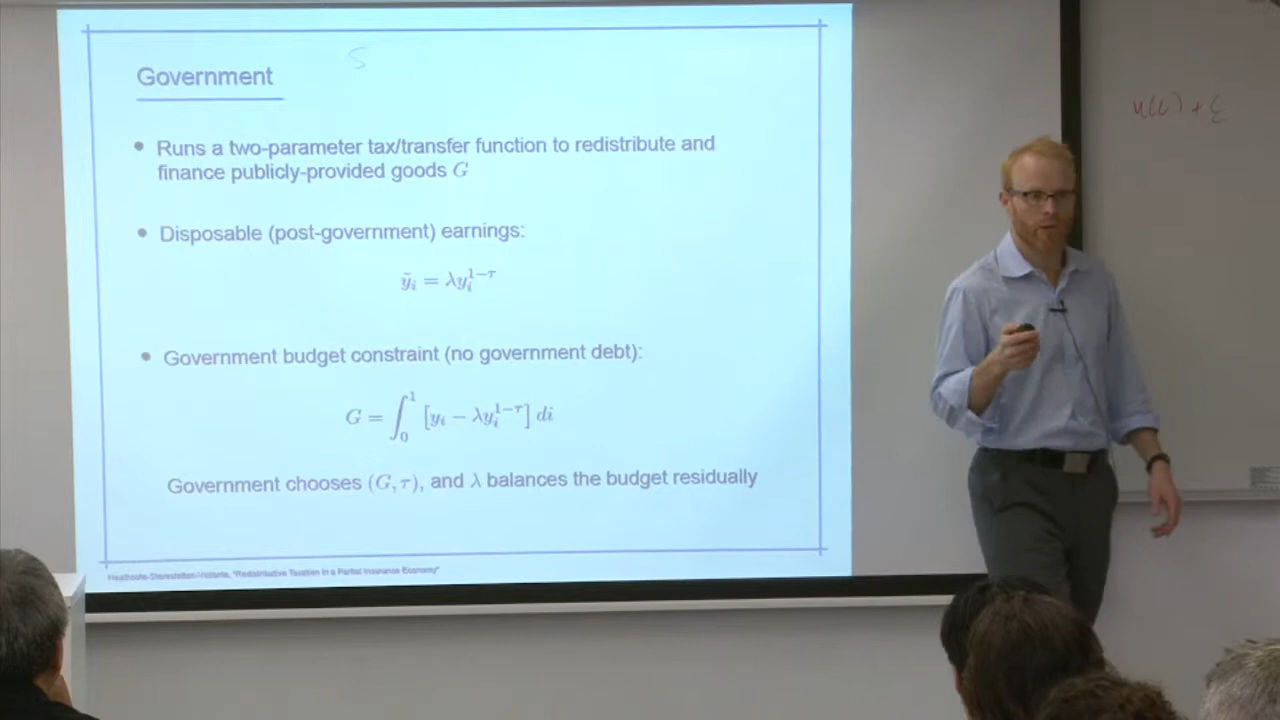 Government
• Runs a two-parameter tax/transfer function to redistribute and
finance publicly-provided goods G
• Disposable (post-government) earnings:
ỹᵢ = λyᵢ^{1−τ}
• Government budget constraint (no government debt):
G = ∫₀¹ [yᵢ − λyᵢ^{1−τ}] di
Government chooses (G, τ), and λ balances the budget residually
Heathcote-Storesletten-Violante, "Redistributive Taxation in a Partial Insurance Economy"